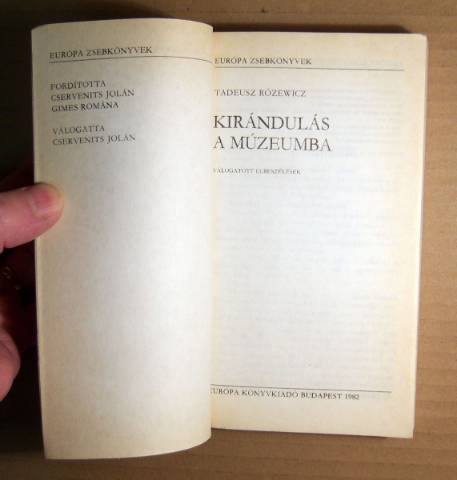 EURÓPA ZSEBKÖNYVEK
FORDÍTOTTA
CSERVENITS JOLÁN
GIMES ROMÁNA
VÁLOGATTA
CSERVENITS JOLÁN
EURÓPA ZSEBKÖNYVEK
TADEUSZ RÓŻEWICZ
KIRÁNDULÁS
A MÚZEUMBA
VÁLOGATOTT ELBESZÉLÉSEK
EURÓPA KÖNYVKIADÓ BUDAPEST 1982